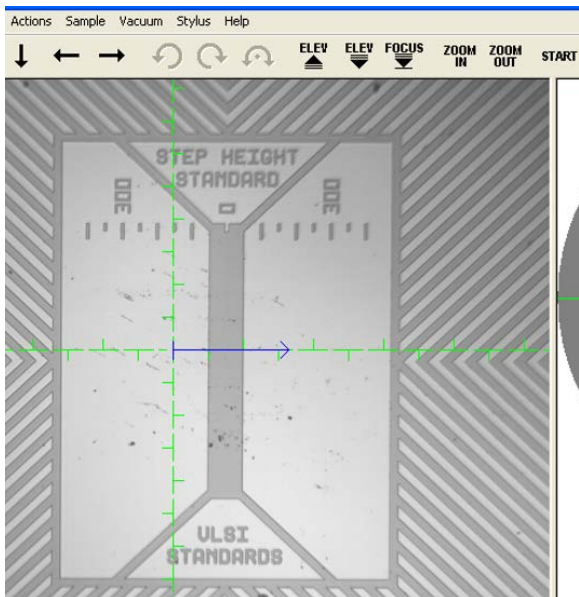 Actions Sample Vacuum Stylus Help
ELEV ELEV FOCUS ZOOM IN ZOOM OUT START
STEP HEIGHT
STANDARD
300 0 300
VLSI
STANDARDS